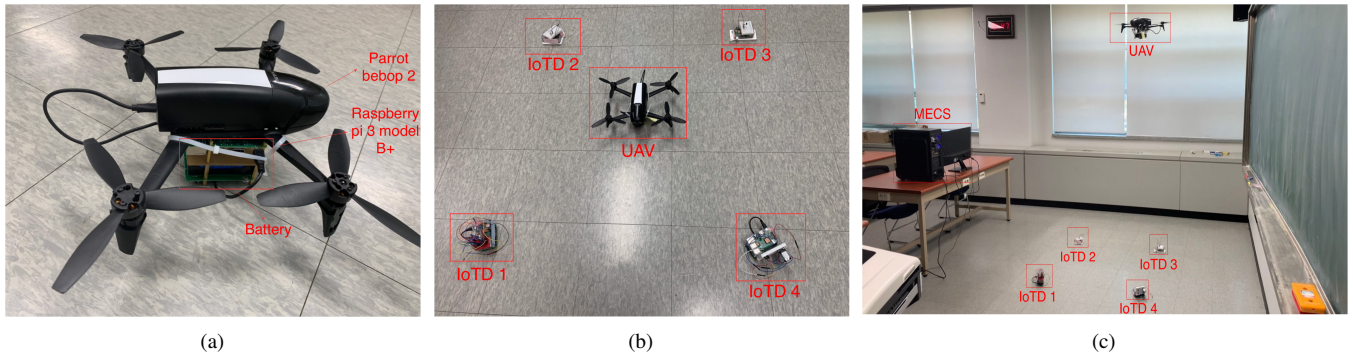 Parrot
bebop 2
Raspberry
pi 3 model
B+
Battery
(a)
IoTD 2
IoTD 3
UAV
IoTD 1
IoTD 4
(b)
UAV
MECS
IoTD 2
IoTD 3
IoTD 1
IoTD 4
(c)